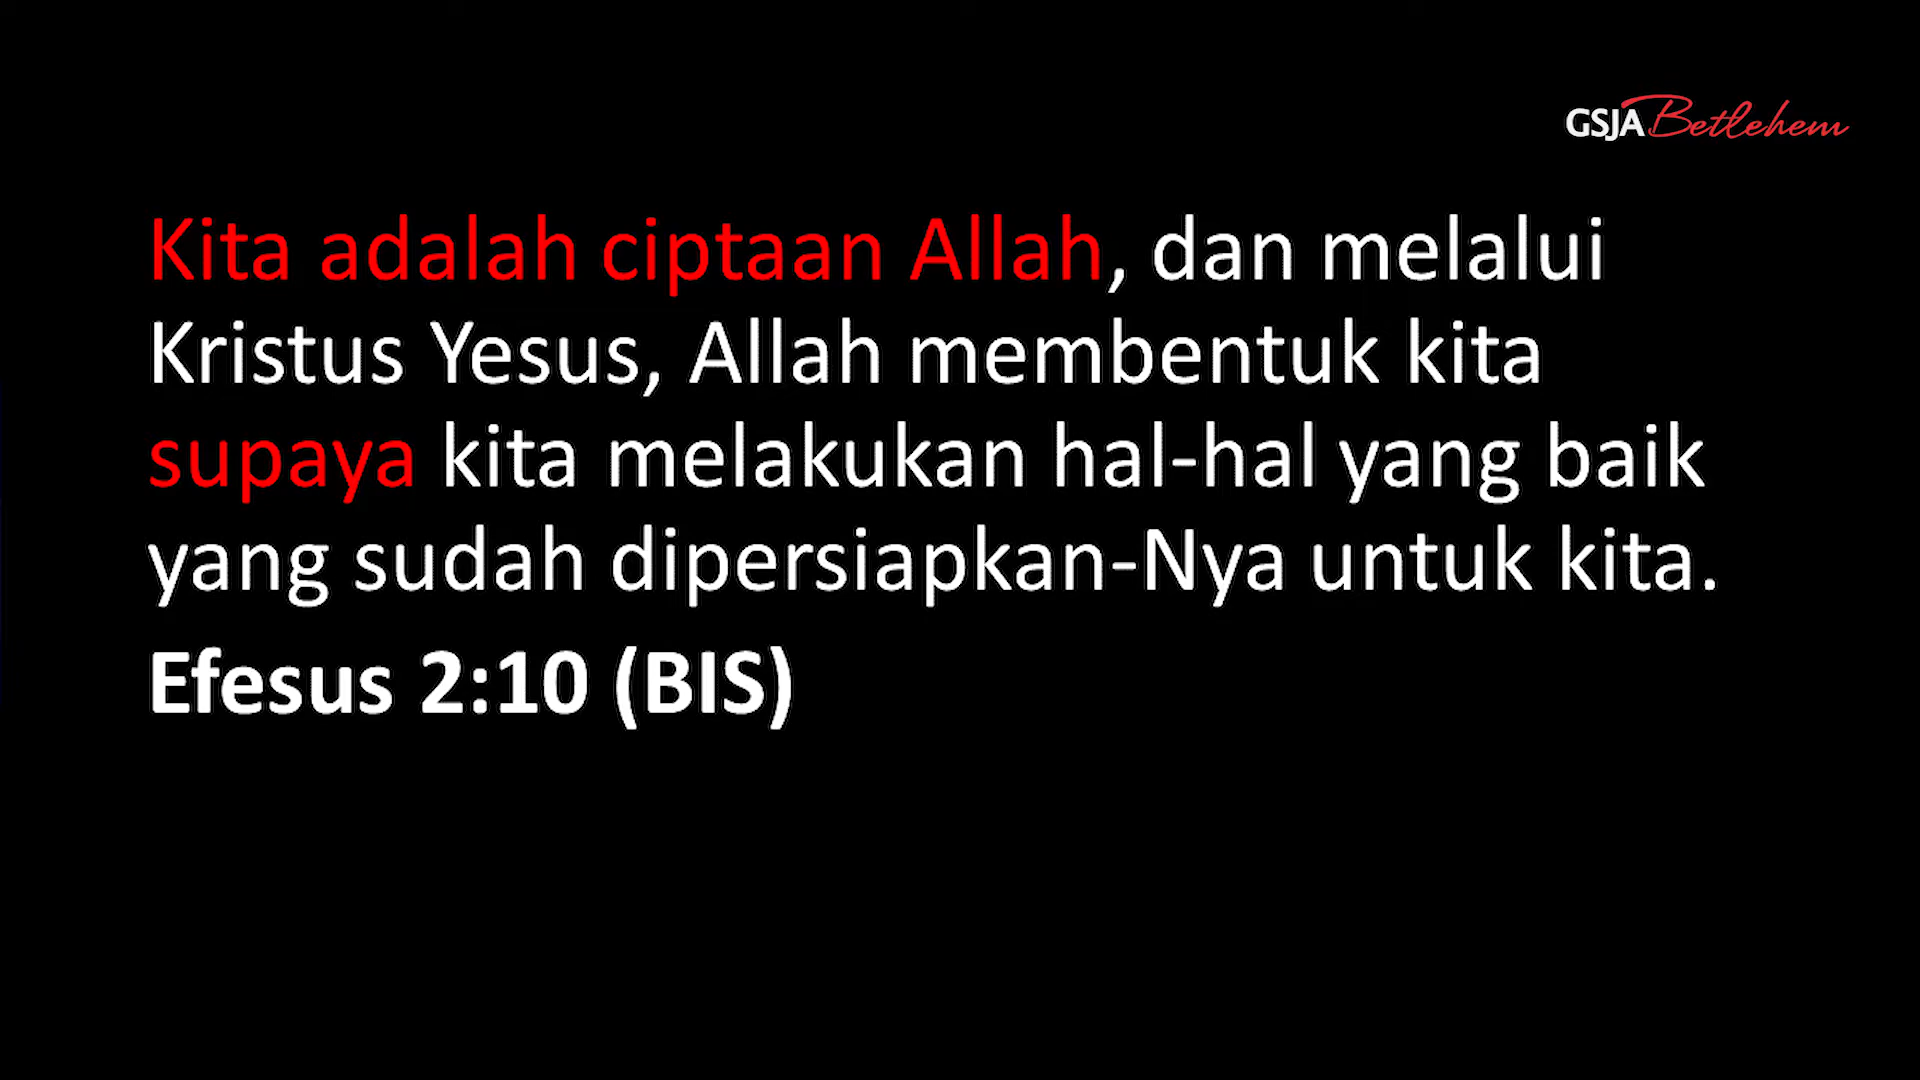 GSJA Betlehem
Kita adalah ciptaan Allah, dan melalui
Kristus Yesus, Allah membentuk kita
supaya kita melakukan hal-hal yang baik
yang sudah dipersiapkan-Nya untuk kita.
Efesus 2:10 (BIS)